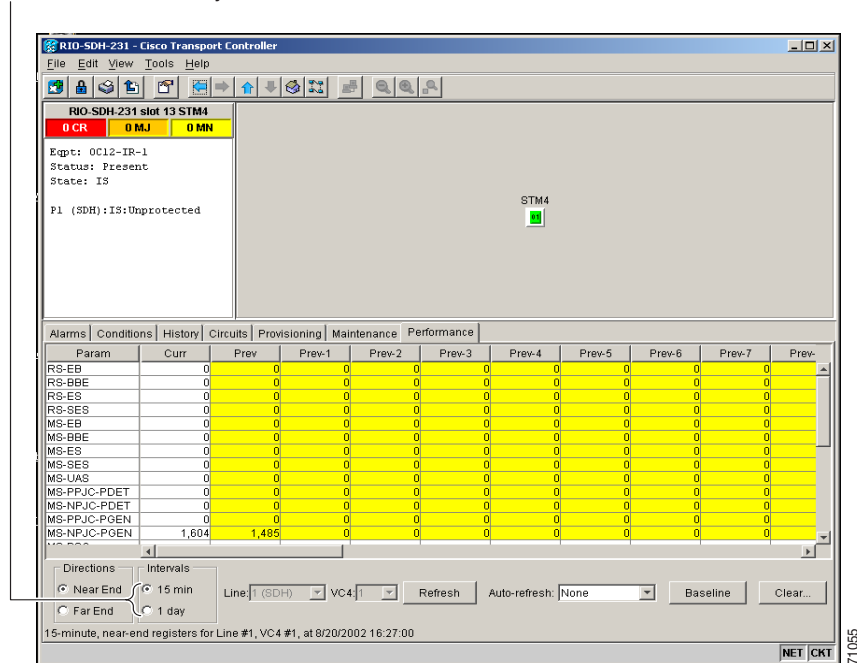 RIO-SDH-231 - Cisco Transport Controller
File Edit View Tools Help
RIO-SDH-231 slot 13 STM4
0 CR 0 MJ 0 MN
Eqpt: OC12-IR-1
Status: Present
State: IS
P1 (SDH):IS:Unprotected
STM4
Alarms Conditions History Circuits Provisioning Maintenance Performance
Param Curr Prev Prev-1 Prev-2 Prev-3 Prev-4 Prev-5 Prev-6 Prev-7 Prev-
RS-EB 0 0 0 0 0 0 0 0 0
RS-BBE 0 0 0 0 0 0 0 0 0
RS-ES 0 0 0 0 0 0 0 0 0
RS-SES 0 0 0 0 0 0 0 0 0
MS-EB 0 0 0 0 0 0 0 0 0
MS-BBE 0 0 0 0 0 0 0 0 0
MS-ES 0 0 0 0 0 0 0 0 0
MS-SES 0 0 0 0 0 0 0 0 0
MS-UAS 0 0 0 0 0 0 0 0 0
MS-PPJC-PDET 0 0 0 0 0 0 0 0 0
MS-NPJC-PDET 0 0 0 0 0 0 0 0 0
MS-PPJC-PGEN 0 0 0 0 0 0 0 0 0
MS-NPJC-PGEN 1,604 1,485 0 0 0 0 0 0 0
Directions Intervals
Near End 15 min Line: 1 (SDH) VC4: 1 Refresh Auto-refresh: None Baseline Clear...
Far End 1 day
15-minute, near-end registers for Line #1, VC4 #1, at 8/20/2002 16:27:00
NET CKT
71055